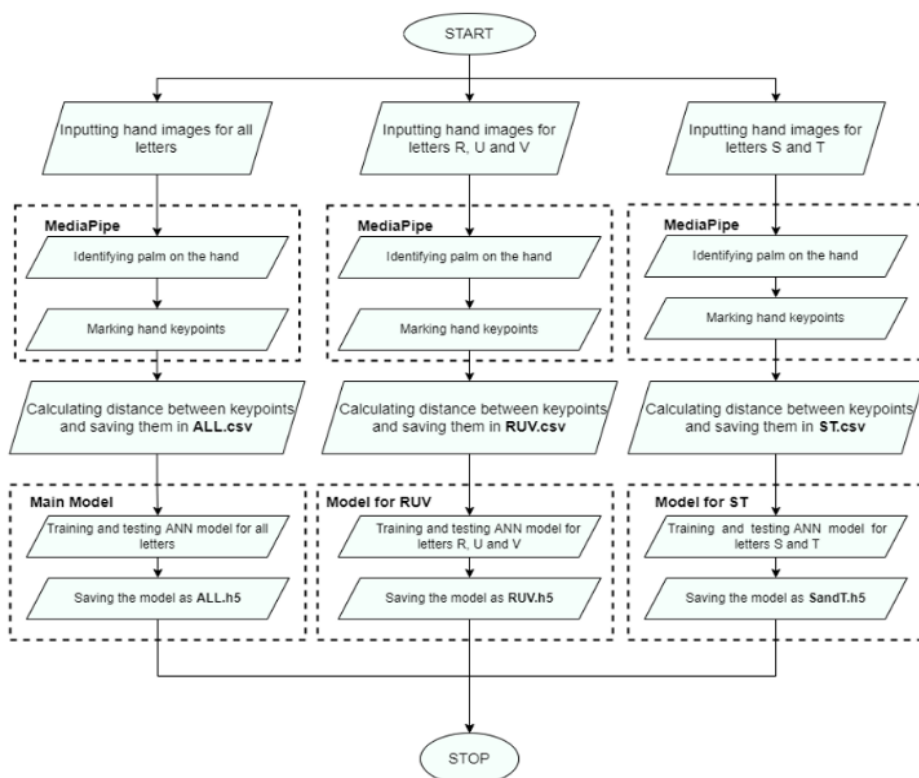 START
Inputting hand images for all
letters
Inputting hand images for
letters R, U and V
Inputting hand images for
letters S and T
MediaPipe
Identifying palm on the hand
Marking hand keypoints
MediaPipe
Identifying palm on the hand
Marking hand keypoints
MediaPipe
Identifying palm on the hand
Marking hand keypoints
Calculating distance between keypoints
and saving them in ALL.csv
Calculating distance between keypoints
and saving them in RUV.csv
Calculating distance between keypoints
and saving them in ST.csv
Main Model
Training and testing ANN model for all
letters
Saving the model as ALL.h5
Model for RUV
Training and testing ANN model for
letters R, U and V
Saving the model as RUV.h5
Model for ST
Training and testing ANN model for
letters S and T
Saving the model as SandT.h5
STOP